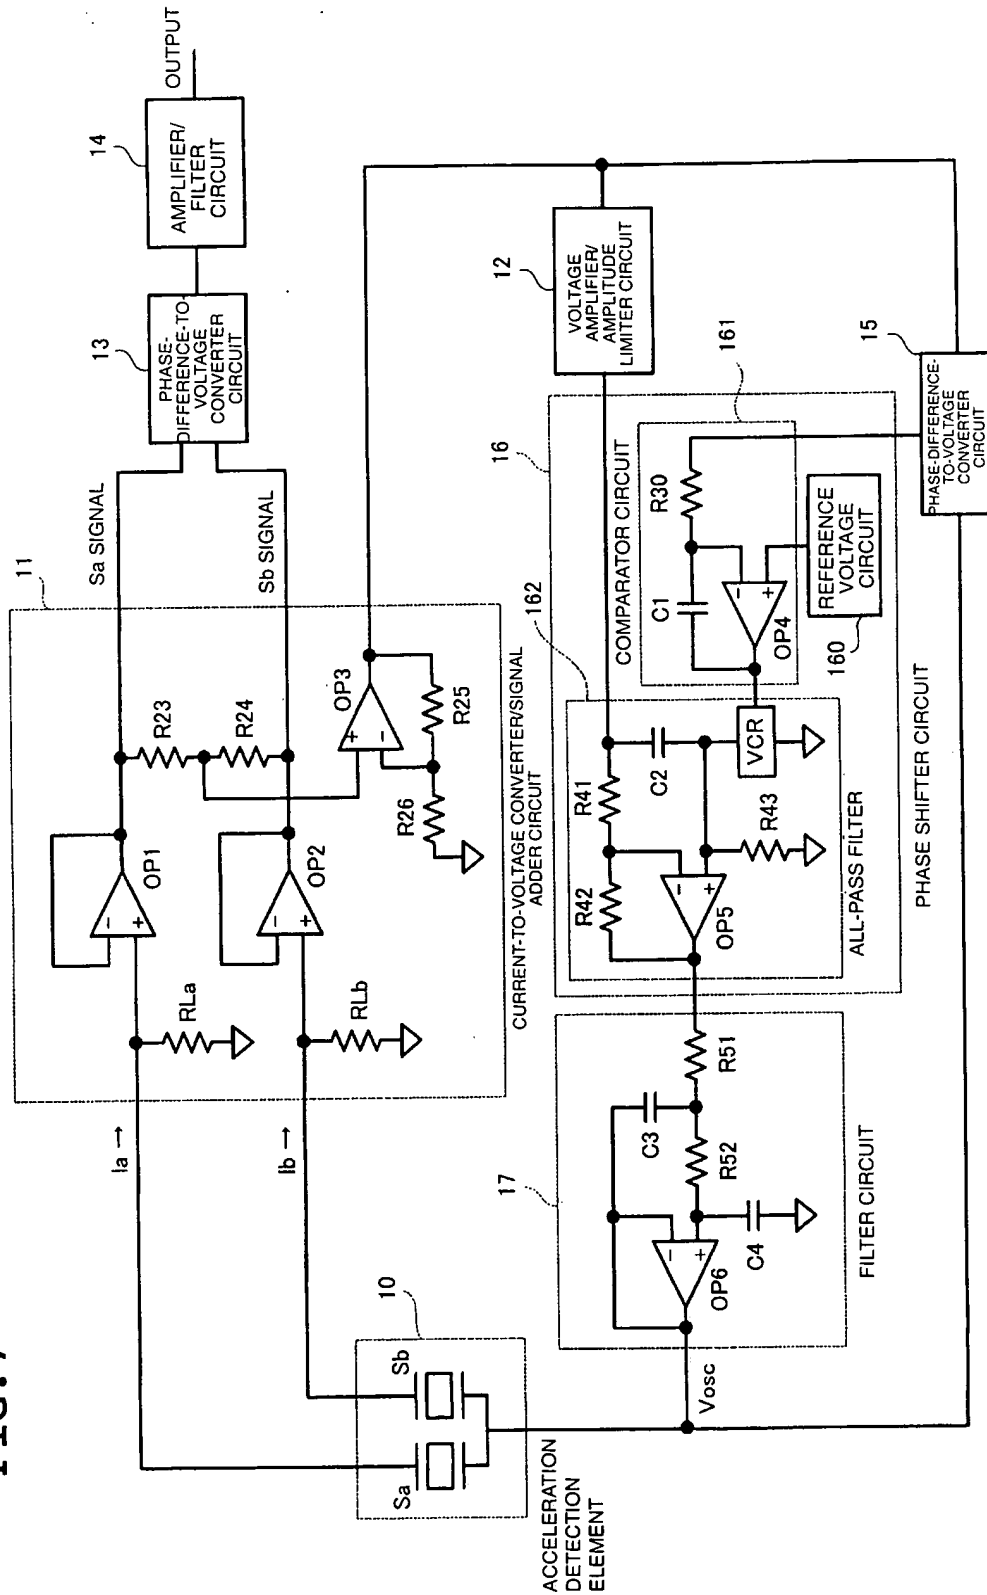 FIG.7
OUTPUT
14
AMPLIFIER/
FILTER
CIRCUIT
13
PHASE-
DIFFERENCE-TO-
VOLTAGE
CONVERTER
CIRCUIT
Sa SIGNAL
Sb SIGNAL
11
R23
R24
OP3
+
−
R25
R26
OP1
−
+
OP2
−
+
RLa
RLb
CURRENT-TO-VOLTAGE CONVERTER/SIGNAL
ADDER CIRCUIT
Ia →
Ib →
10
Sa
Sb
ACCELERATION
DETECTION
ELEMENT
12
VOLTAGE
AMPLIFIER/
AMPLITUDE
LIMITER CIRCUIT
15
PHASE-DIFFERENCE-
TO-VOLTAGE
CONVERTER
CIRCUIT
16
161
COMPARATOR CIRCUIT
R30
C1
−
+
OP4
REFERENCE
VOLTAGE
CIRCUIT
160
162
R41
C2
VCR
R42
R43
−
+
OP5
ALL-PASS FILTER
PHASE SHIFTER CIRCUIT
17
R51
C3
R52
C4
−
+
OP6
FILTER CIRCUIT
Vosc